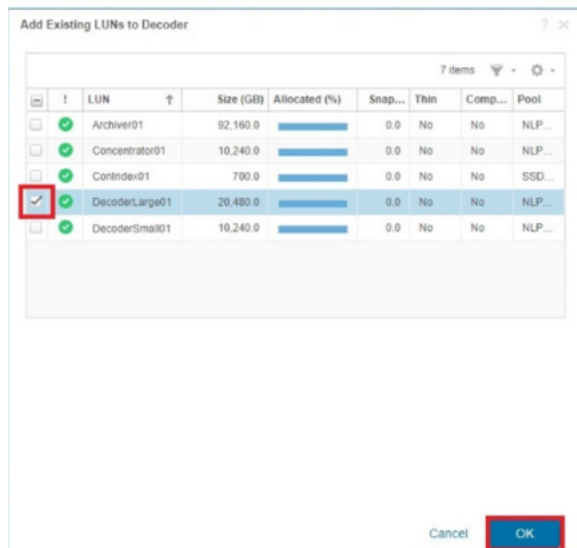 Add Existing LUNs to Decoder
7 items
! LUN Size (GB) Allocated (%) Snap... Thin Comp... Pool
Archiver01 92,160.0 0.0 No No NLP...
Concentrator01 10,240.0 0.0 No No NLP...
ConIndex01 700.0 0.0 No No SSD...
DecoderLarge01 20,480.0 0.0 No No NLP...
DecoderSmall01 10,240.0 0.0 No No NLP...
Cancel OK